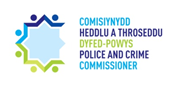 COMISIYNYDD
HEDDLU A THROSEDDU
DYFED-POWYS
POLICE AND CRIME
COMMISSIONER